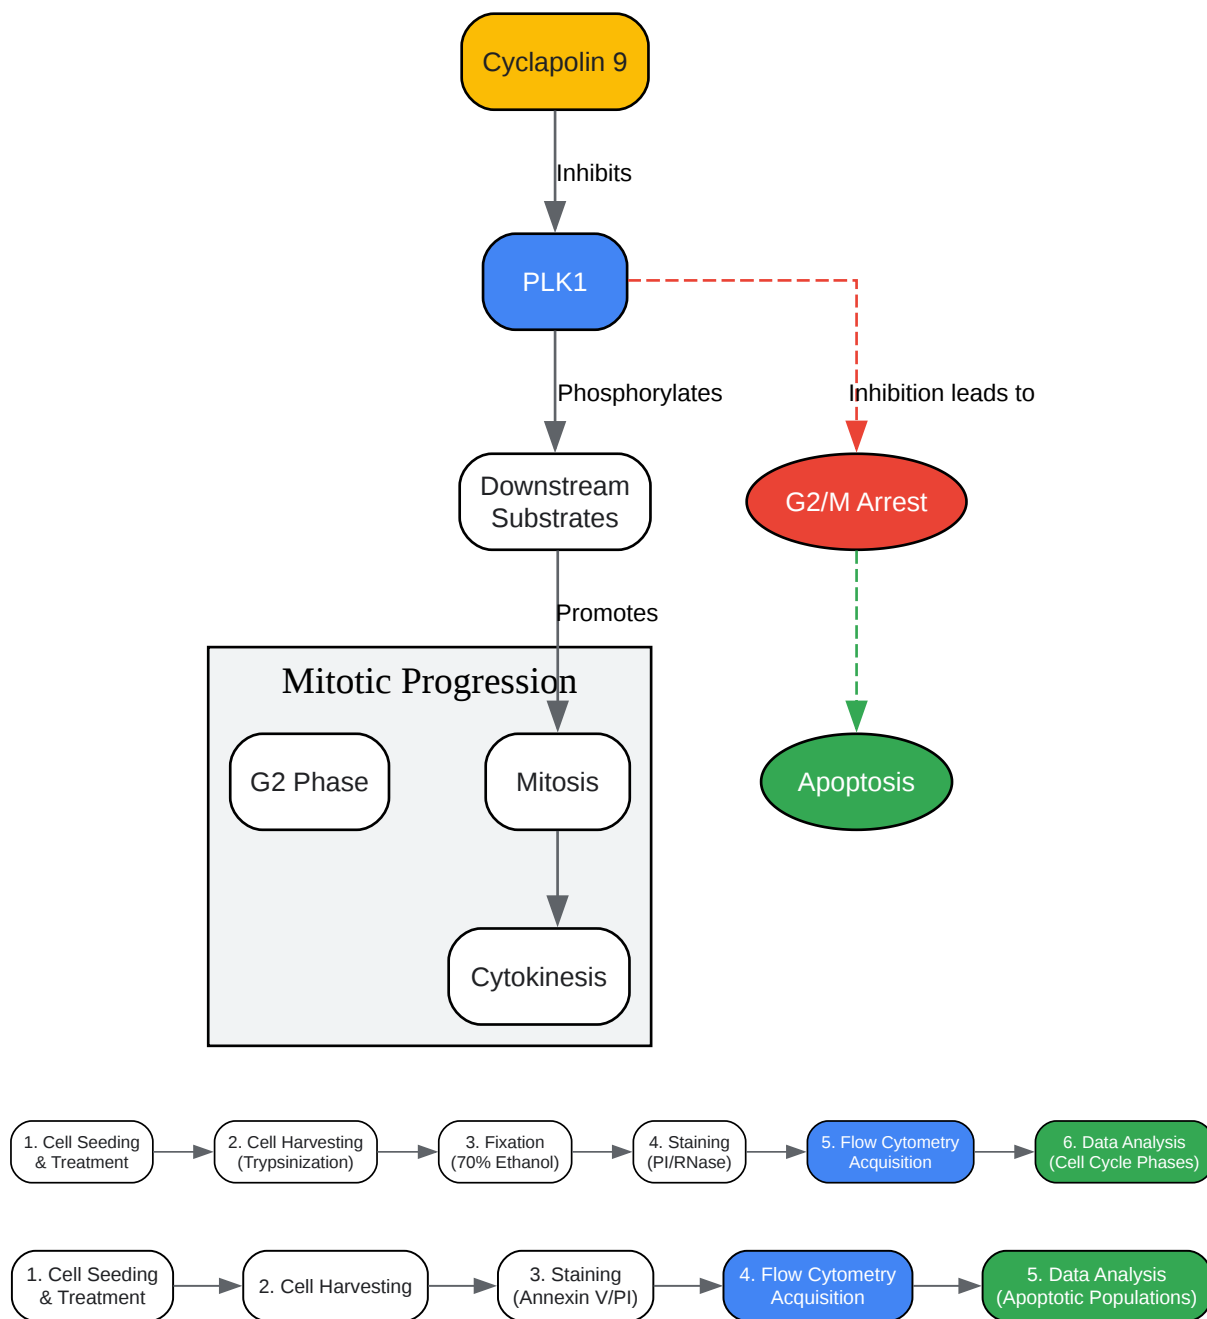 Cyclapolin 9
Inhibits
PLK1
Phosphorylates
Inhibition leads to
Downstream
Substrates
G2/M Arrest
Promotes
Mitotic Progression
G2 Phase
Mitosis
Apoptosis
Cytokinesis
1. Cell Seeding
& Treatment
2. Cell Harvesting
(Trypsinization)
3. Fixation
(70% Ethanol)
4. Staining
(PI/RNase)
5. Flow Cytometry
Acquisition
6. Data Analysis
(Cell Cycle Phases)
1. Cell Seeding
& Treatment
2. Cell Harvesting
3. Staining
(Annexin V/PI)
4. Flow Cytometry
Acquisition
5. Data Analysis
(Apoptotic Populations)